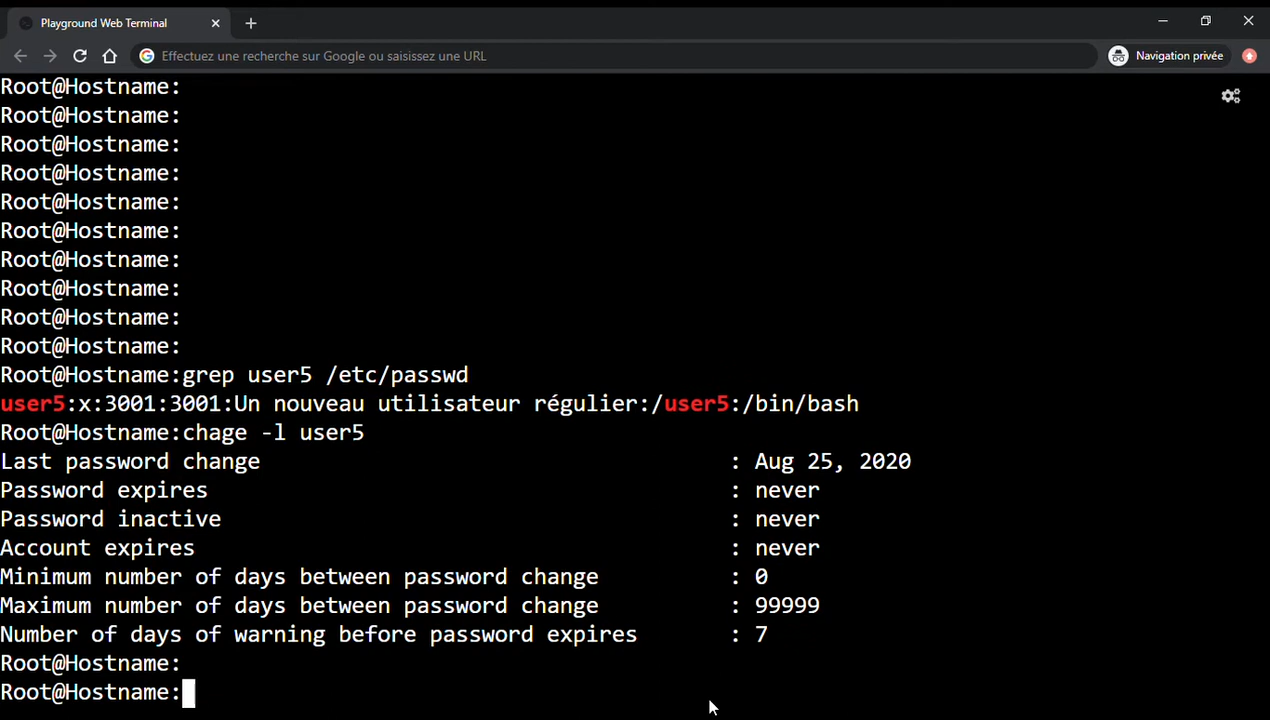 Playground Web Terminal
Effectuez une recherche sur Google ou saisissez une URL
Navigation privée
Root@Hostname:
Root@Hostname:
Root@Hostname:
Root@Hostname:
Root@Hostname:
Root@Hostname:
Root@Hostname:
Root@Hostname:
Root@Hostname:
Root@Hostname:
Root@Hostname:grep user5 /etc/passwd
user5:x:3001:3001:Un nouveau utilisateur régulier:/user5:/bin/bash
Root@Hostname:chage -l user5
Last password change : Aug 25, 2020
Password expires : never
Password inactive : never
Account expires : never
Minimum number of days between password change : 0
Maximum number of days between password change : 99999
Number of days of warning before password expires : 7
Root@Hostname:
Root@Hostname: